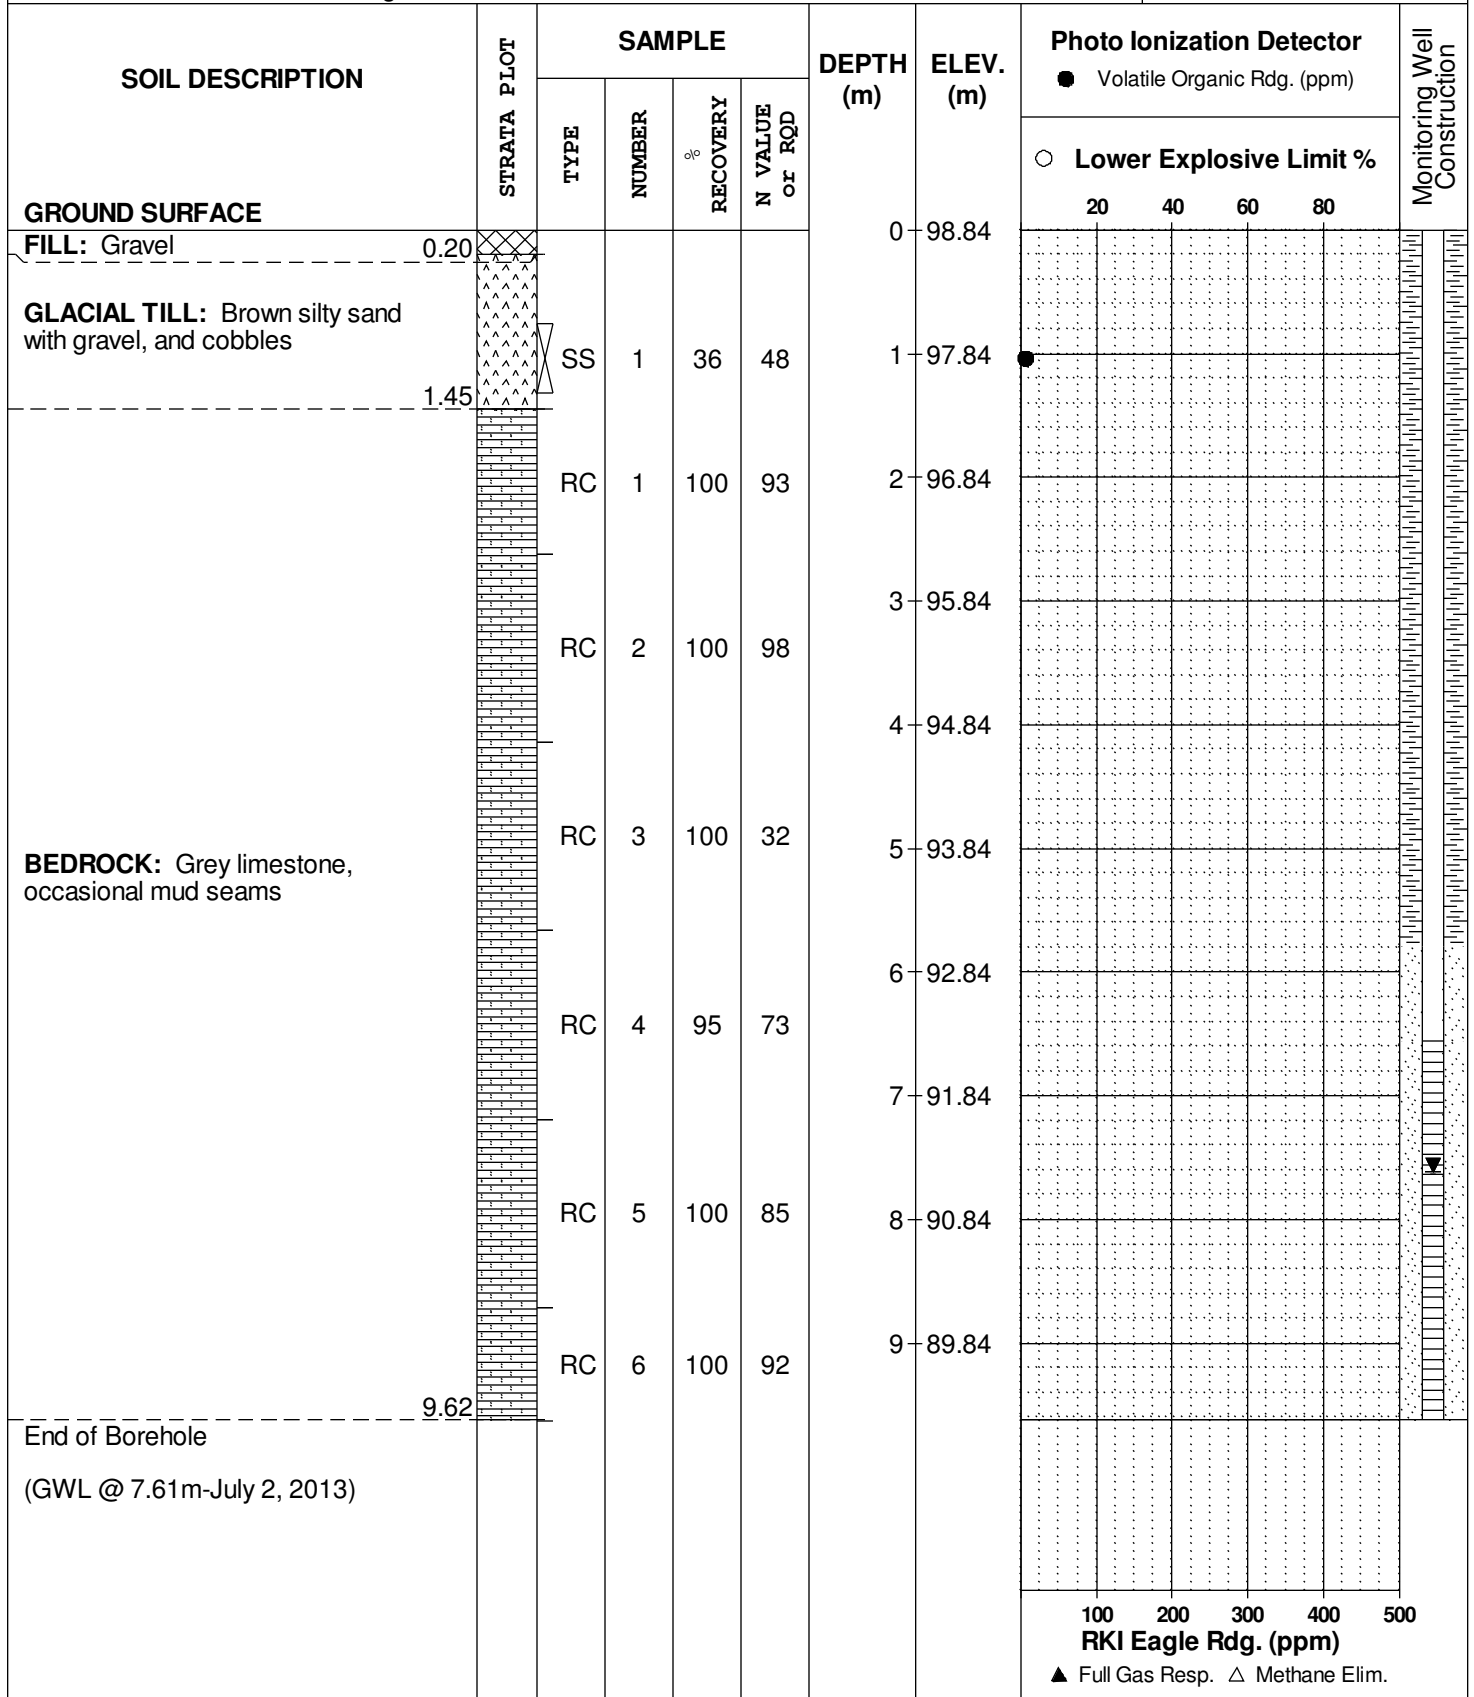 SOIL DESCRIPTION
GROUND SURFACE
STRATA PLOT
SAMPLE
TYPE
NUMBER
% RECOVERY
N VALUE or RQD
DEPTH (m)
ELEV. (m)
Photo Ionization Detector
● Volatile Organic Rdg. (ppm)
○ Lower Explosive Limit %
20 40 60 80
Monitoring Well Construction
0 98.84
FILL: Gravel 0.20
GLACIAL TILL: Brown silty sand
with gravel, and cobbles
SS 1 36 48
1 97.84
1.45
RC 1 100 93
2 96.84
3 95.84
RC 2 100 98
4 94.84
RC 3 100 32
5 93.84
BEDROCK: Grey limestone,
occasional mud seams
6 92.84
RC 4 95 73
7 91.84
RC 5 100 85
8 90.84
9 89.84
RC 6 100 92
9.62
End of Borehole
(GWL @ 7.61m-July 2, 2013)
100 200 300 400 500
RKI Eagle Rdg. (ppm)
▲ Full Gas Resp. △ Methane Elim.